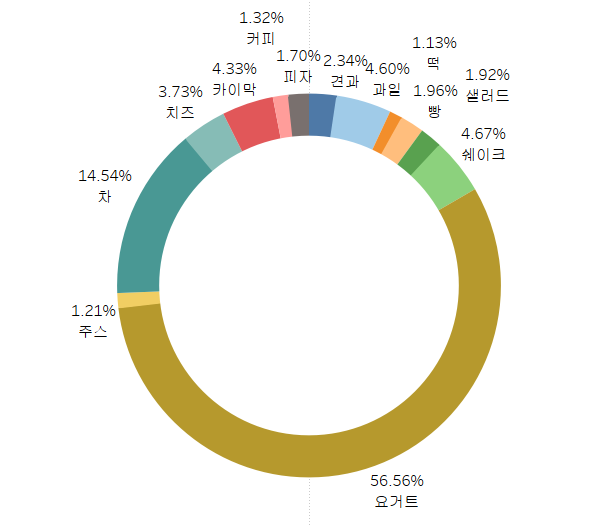 1.32%
커피
1.70%
피자
2.34%
견과
4.60%
과일
1.13%
떡
1.96%
빵
1.92%
샐러드
4.67%
쉐이크
56.56%
요거트
1.21%
주스
14.54%
차
3.73%
치즈
4.33%
카이막